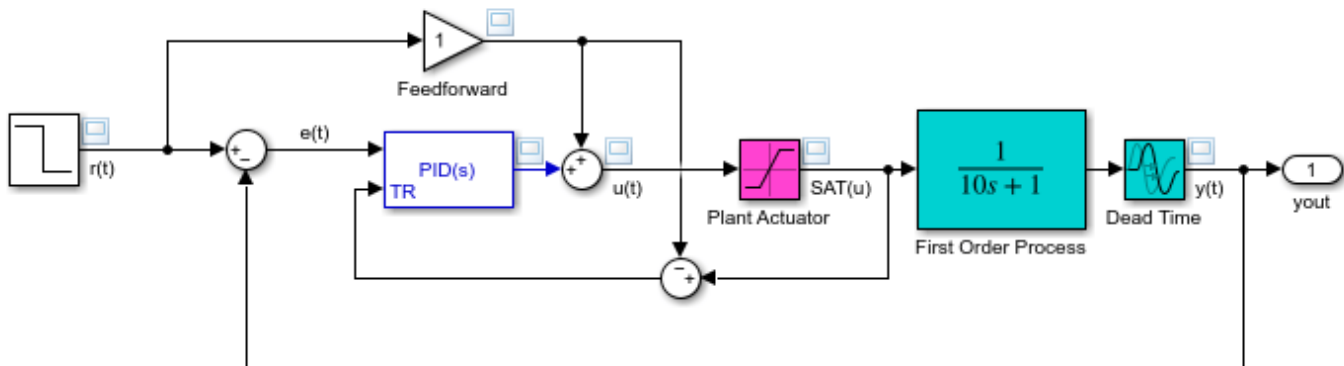 1
Feedforward
r(t)
+
−
e(t)
PID(s)
TR
+
+
u(t)
Plant Actuator
SAT(u)
1
10s + 1
First Order Process
Dead Time
y(t)
1
yout
−
+